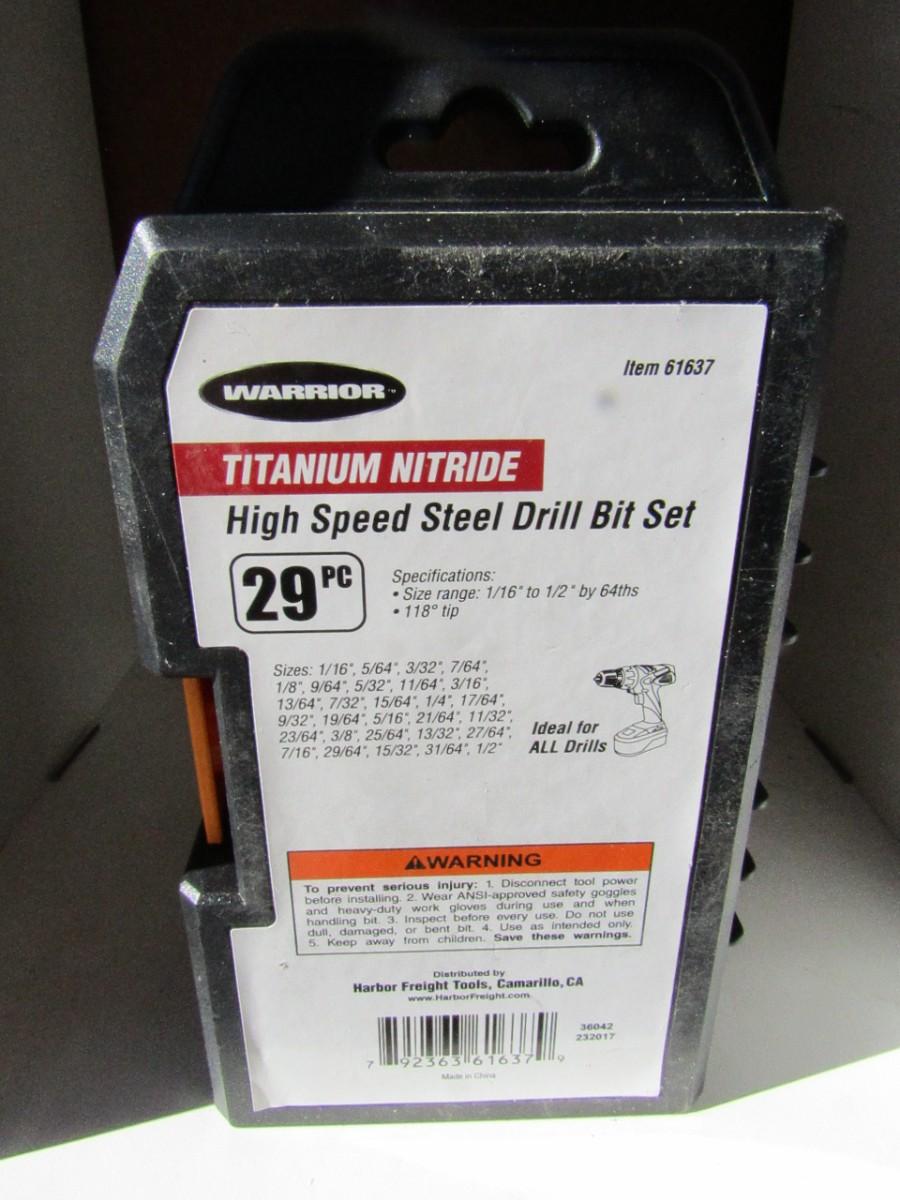 WARRIOR™
Item 61637
TITANIUM NITRIDE
High Speed Steel Drill Bit Set
29 PC
Specifications:
• Size range: 1/16" to 1/2" by 64ths
• 118° tip
Sizes: 1/16", 5/64", 3/32", 7/64",
1/8", 9/64", 5/32", 11/64", 3/16",
13/64", 7/32", 15/64", 1/4", 17/64",
9/32", 19/64", 5/16", 21/64", 11/32",
23/64", 3/8", 25/64", 13/32", 27/64",
7/16", 29/64", 15/32", 31/64", 1/2"
Ideal for
ALL Drills
⚠WARNING
To prevent serious injury: 1. Disconnect tool power
before installing. 2. Wear ANSI-approved safety goggles
and heavy-duty work gloves during use and when
handling bit. 3. Inspect before every use. Do not use
dull, damaged, or bent bit. 4. Use as intended only.
5. Keep away from children. Save these warnings.
Distributed by
Harbor Freight Tools, Camarillo, CA
www.HarborFreight.com
36042
232017
7 92363 61637 9
Made in China